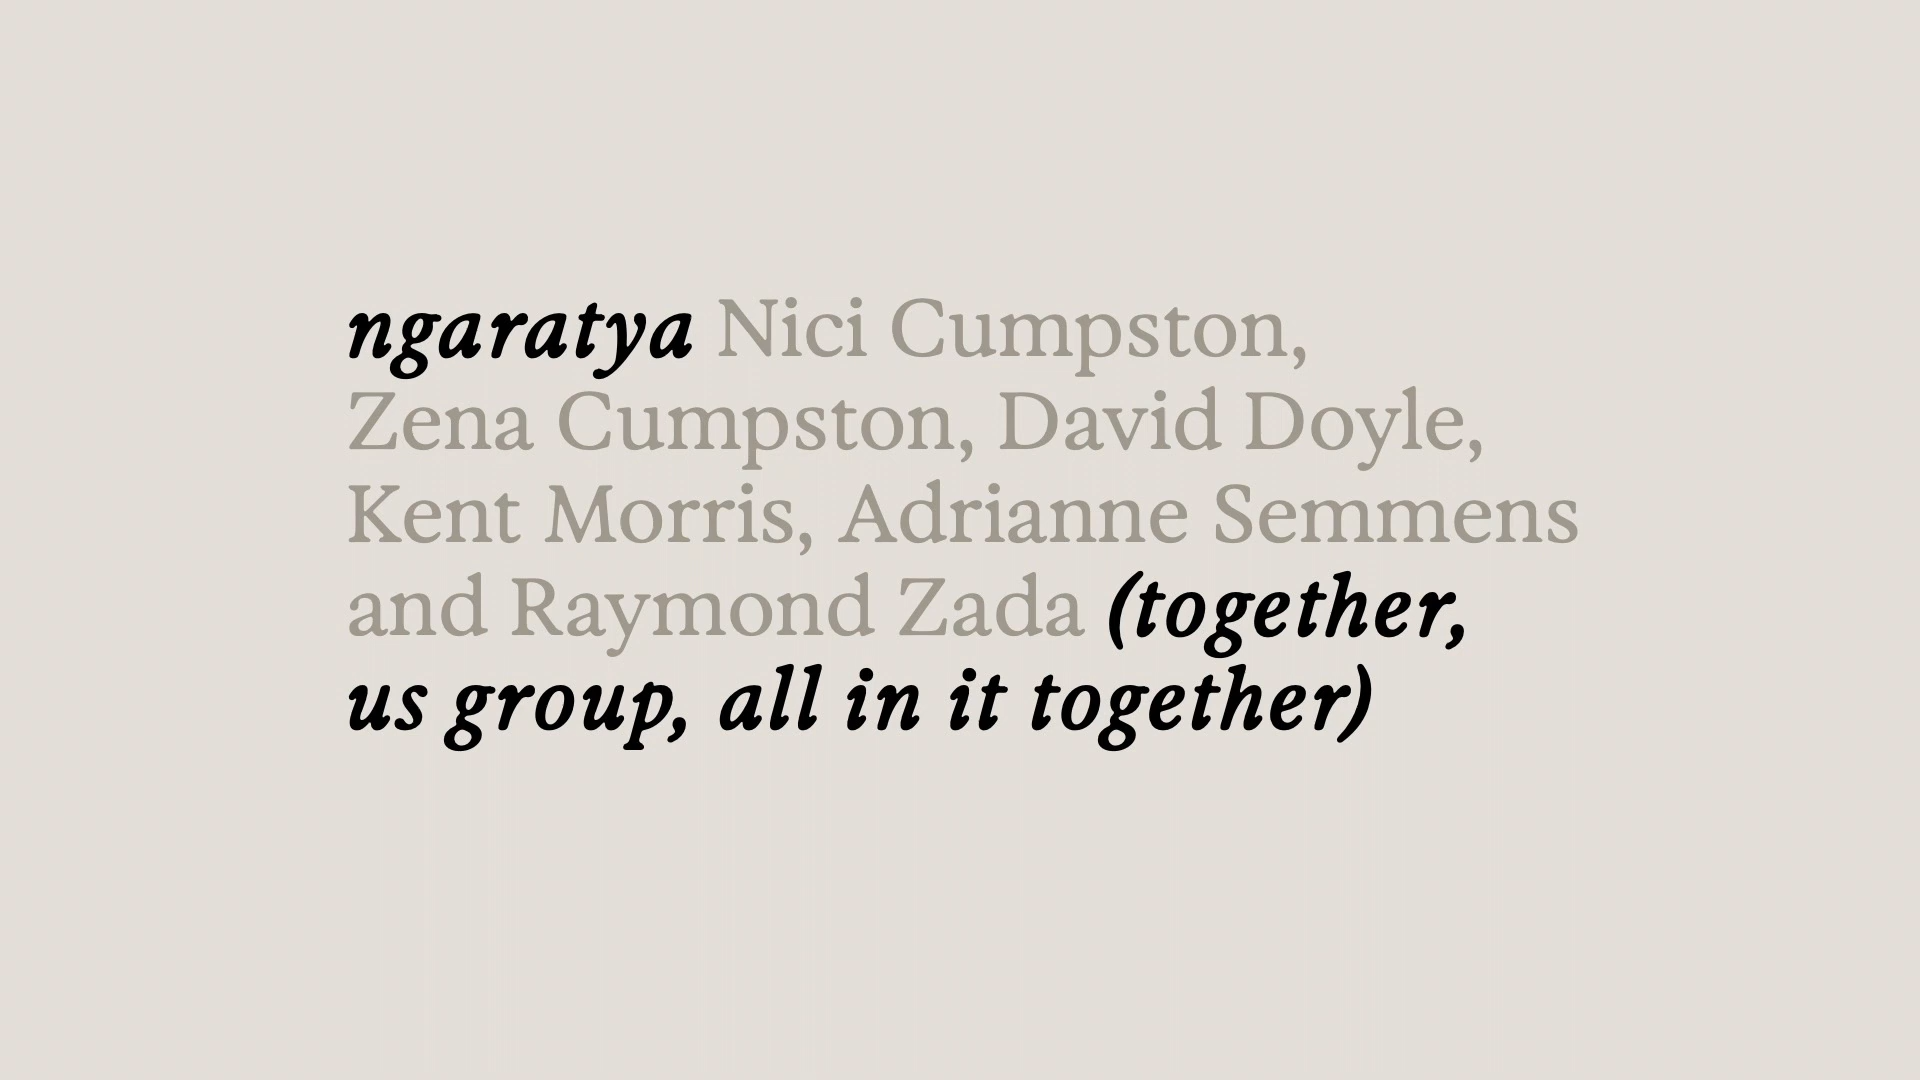 ngaratya Nici Cumpston,
Zena Cumpston, David Doyle,
Kent Morris, Adrianne Semmens
and Raymond Zada (together,
us group, all in it together)